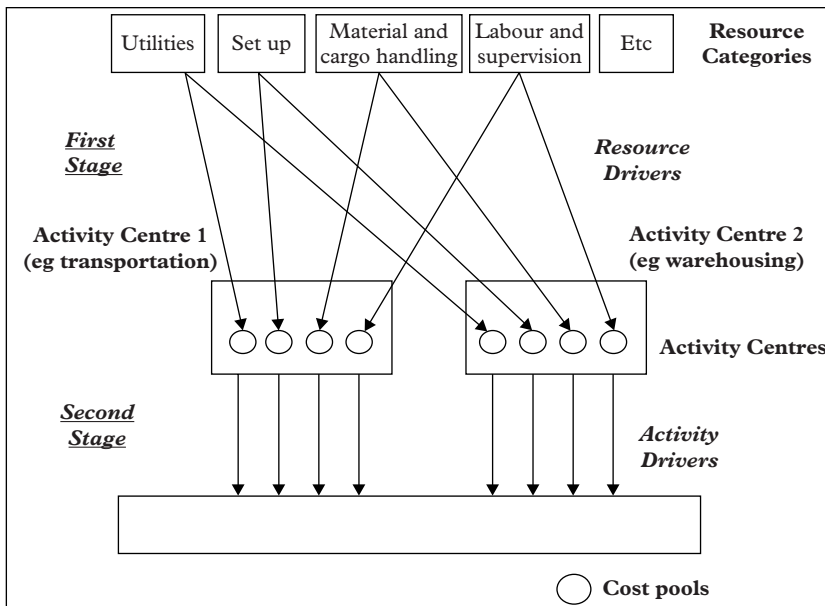 Utilities
Set up
Material and
cargo handling
Labour and
supervision
Etc
Resource
Categories
First
Stage
Resource
Drivers
Activity Centre 1
(eg transportation)
Activity Centre 2
(eg warehousing)
Activity Centres
Second
Stage
Activity
Drivers
Cost pools